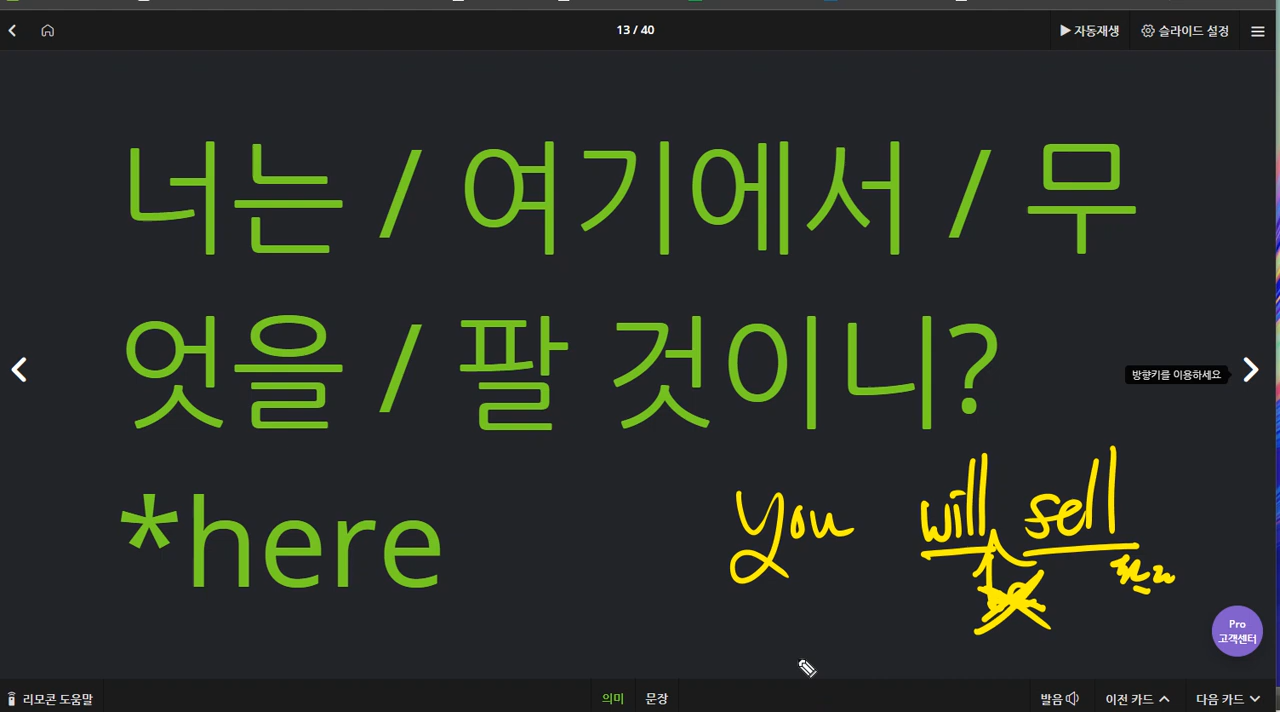 13 / 40
자동재생
슬라이드 설정
너는 / 여기에서 / 무
엇을 / 팔 것이니?
방향키를 이용하세요
*here
you will sell
Pro
고객센터
리모콘 도움말
의미
문장
발음
이전 카드
다음 카드